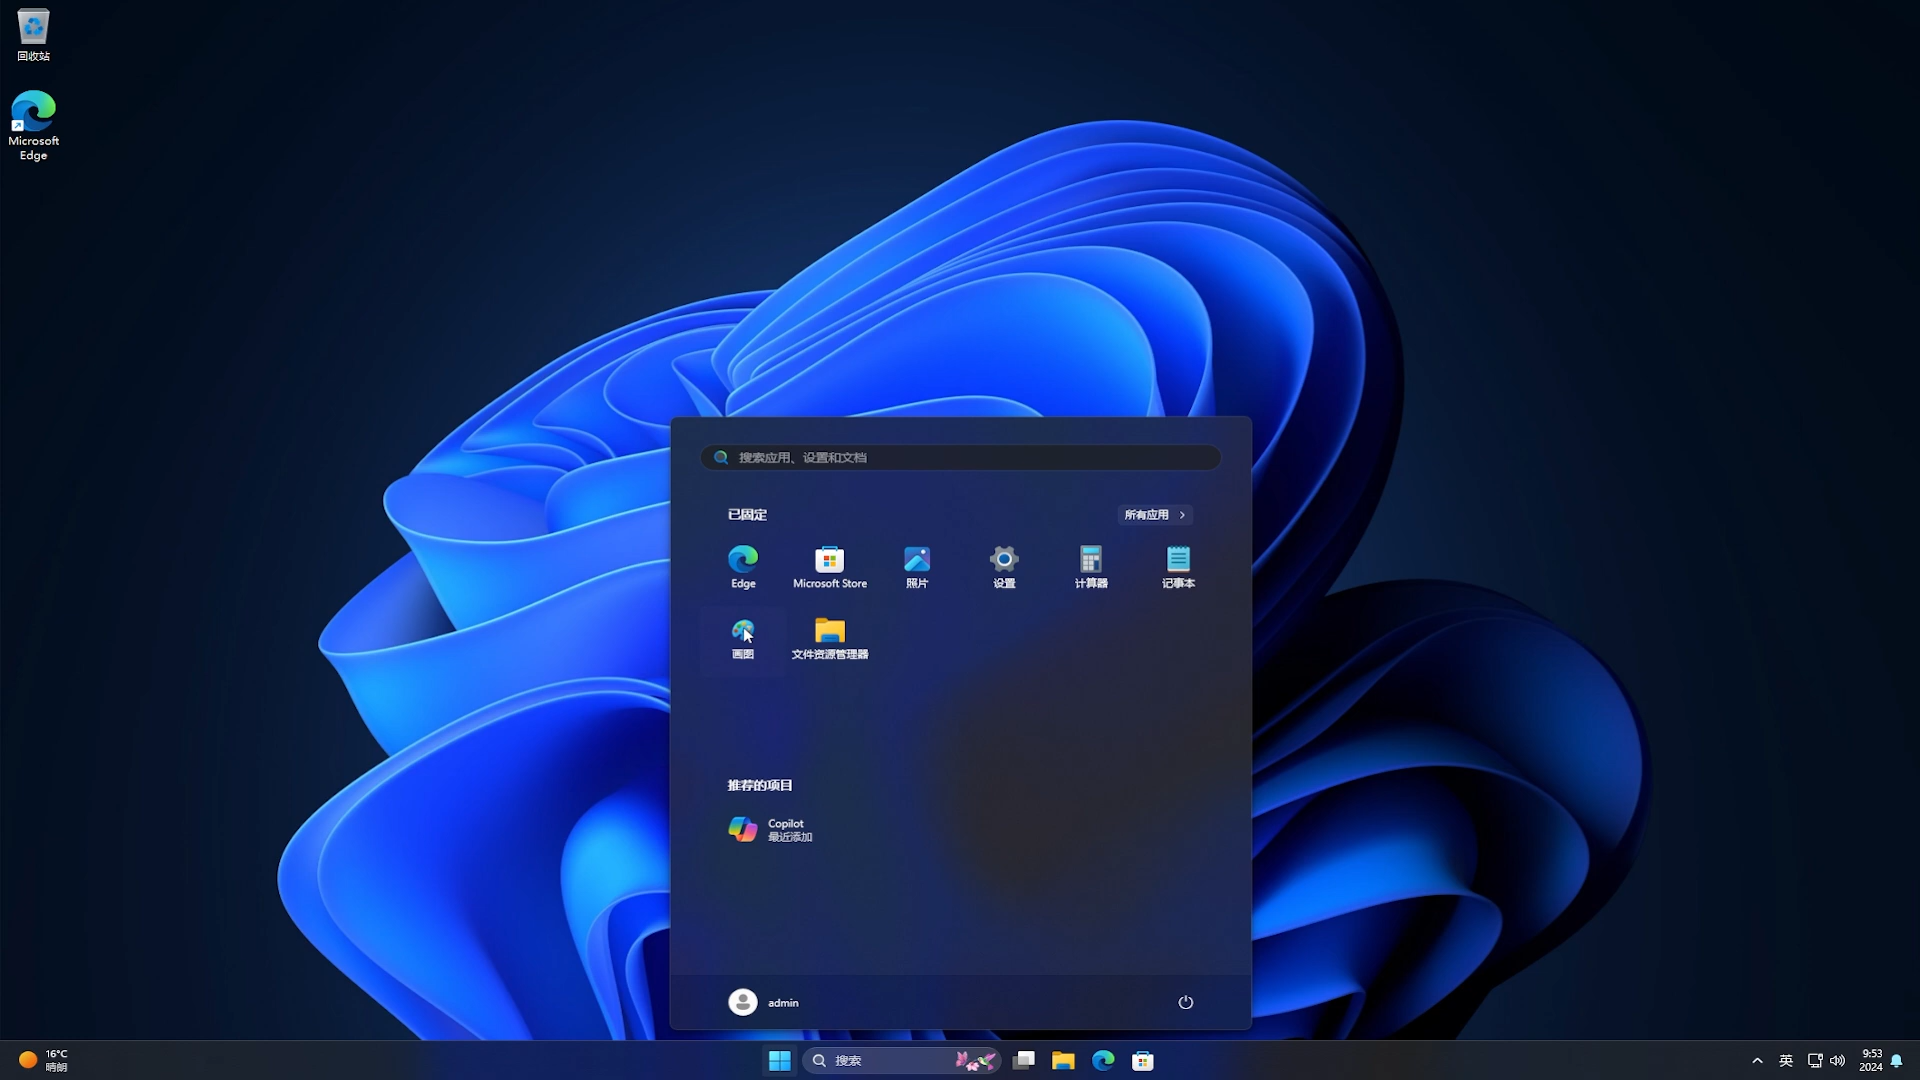 回收站
Microsoft
Edge
搜索应用、设置和文档
已固定
所有应用
Edge
Microsoft Store
照片
设置
计算器
记事本
画图
文件资源管理器
推荐的项目
Copilot
最近添加
admin
16°C
晴朗
搜索
英
9:53
2024